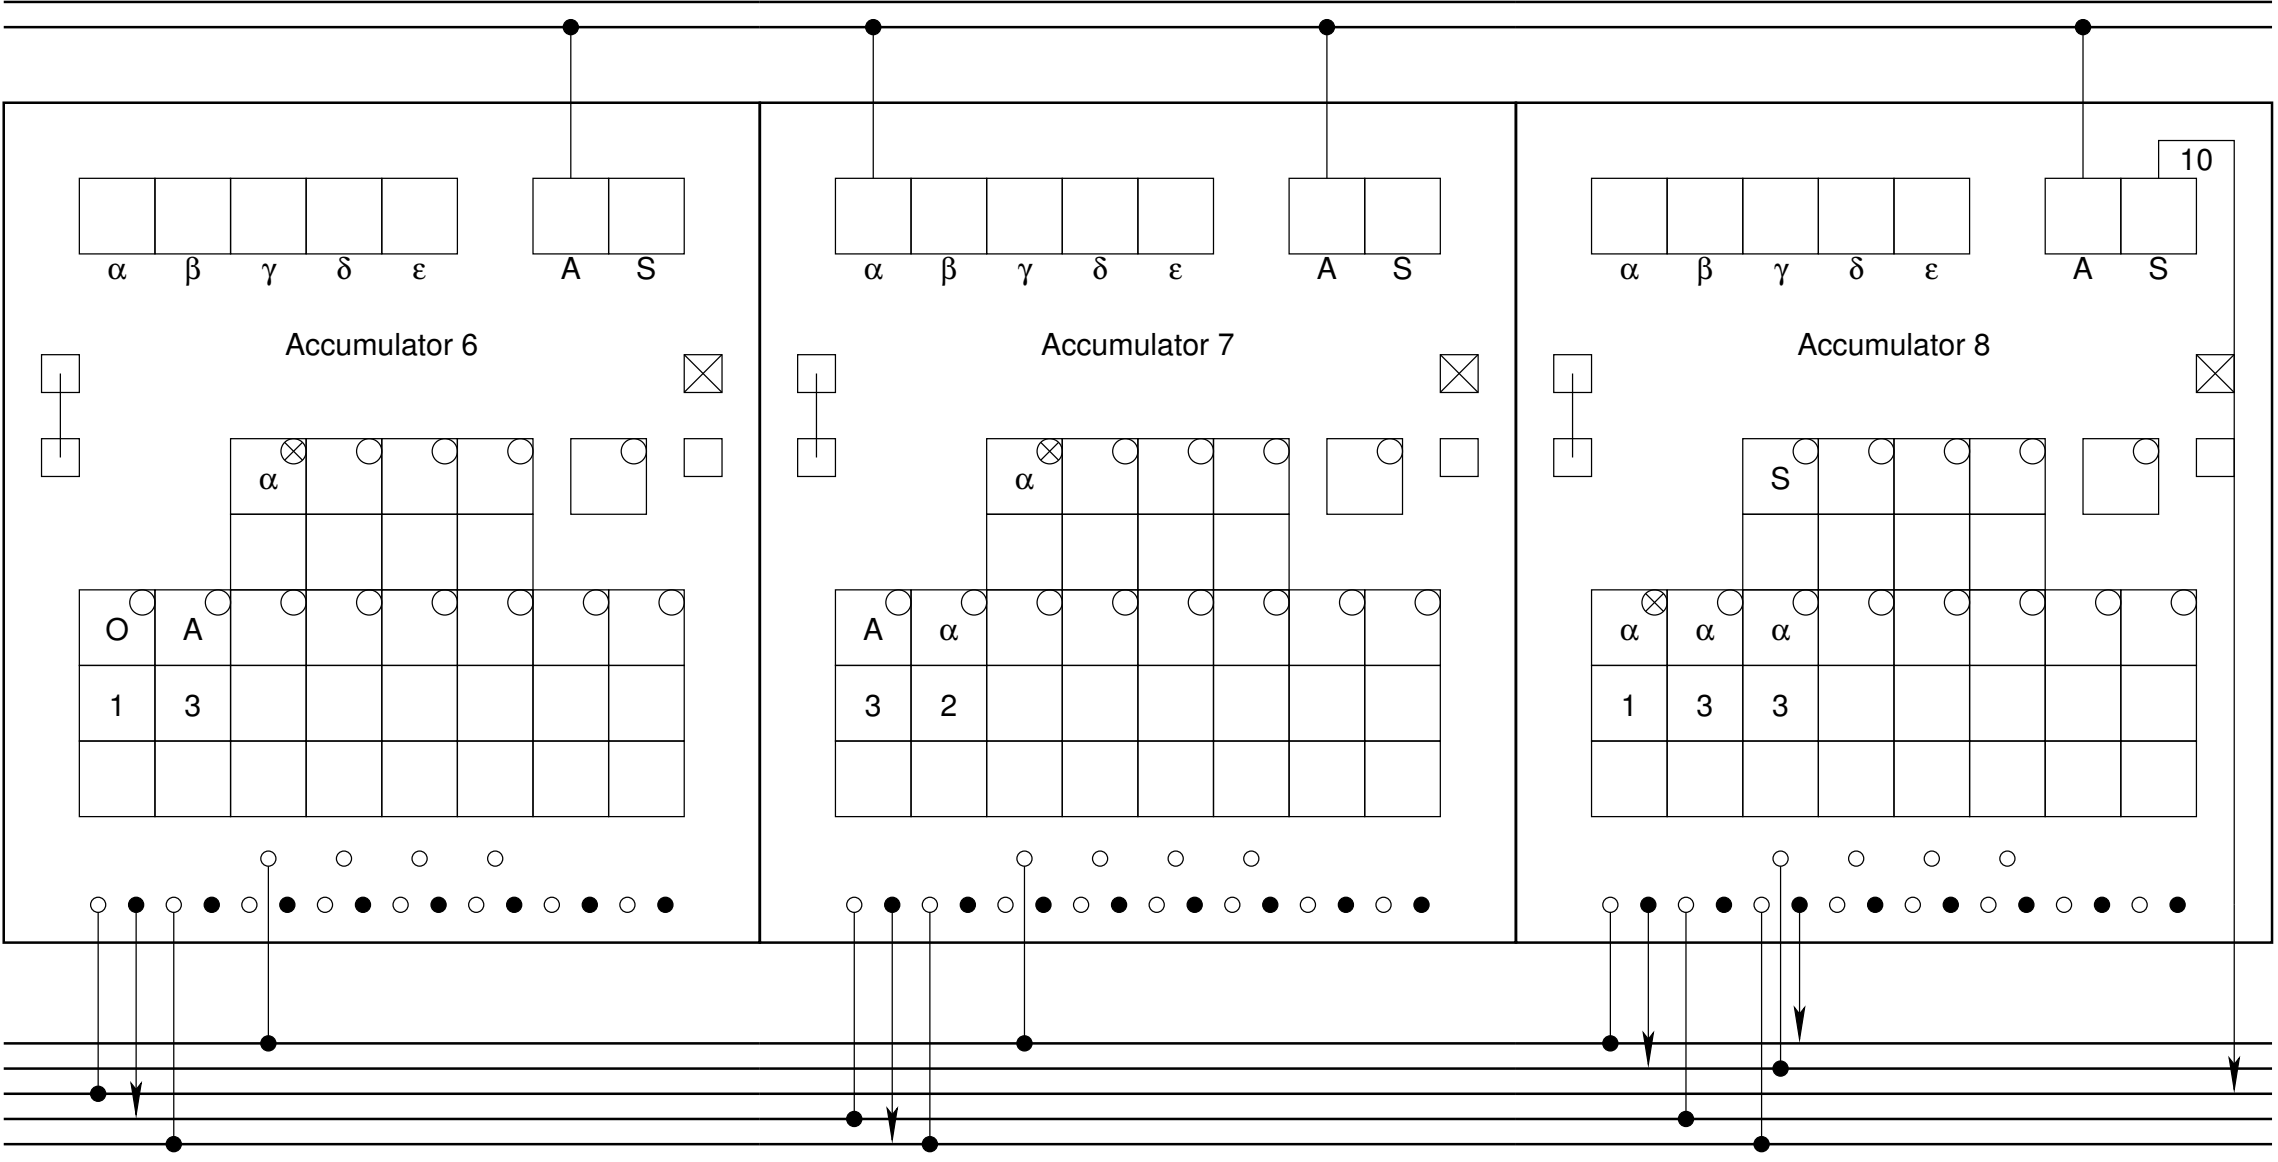 10
α β γ δ ε A S α β γ δ ε A S α β γ δ ε A S
Accumulator 6 Accumulator 7 Accumulator 8
α α S
O A A α α α α
1 3 3 2 1 3 3